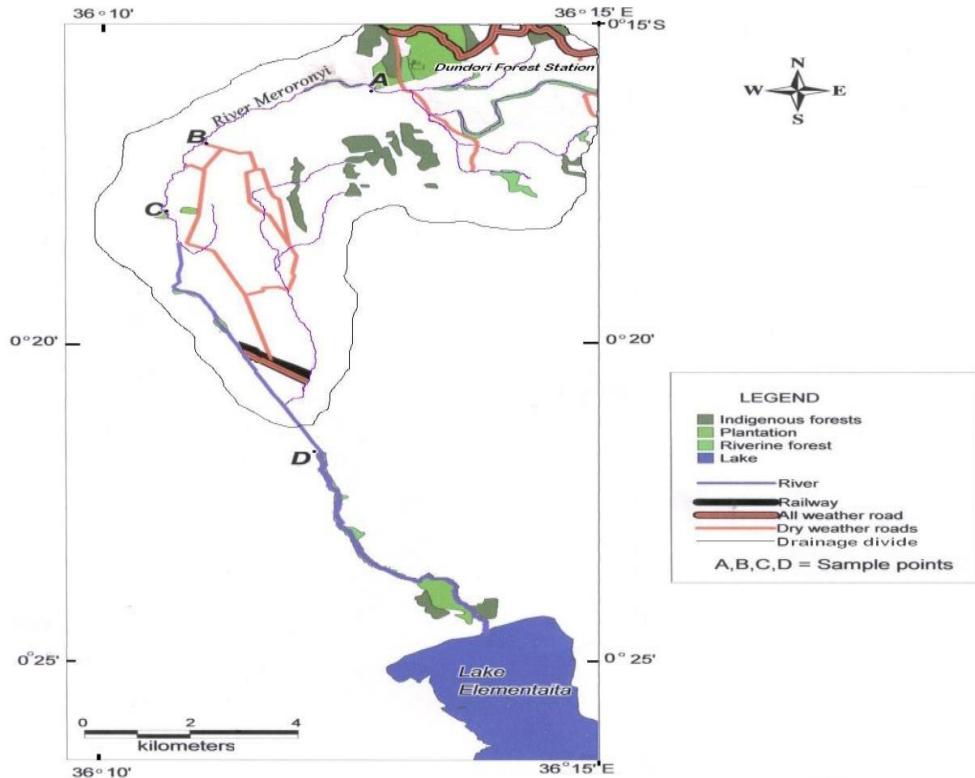 36° 10'
36° 15' E
0° 15'S
Dundori Forest Station
N
W E
S
River Meroronyi
A
B
C
0° 20'
0° 20'
LEGEND
Indigenous forests
Plantation
Riverine forest
Lake
River
Railway
All weather road
Dry weather roads
Drainage divide
A,B,C,D = Sample points
D
0° 25'
0° 25'
Lake
Elementaita
0 2 4
kilometers
36° 10'
36° 15' E